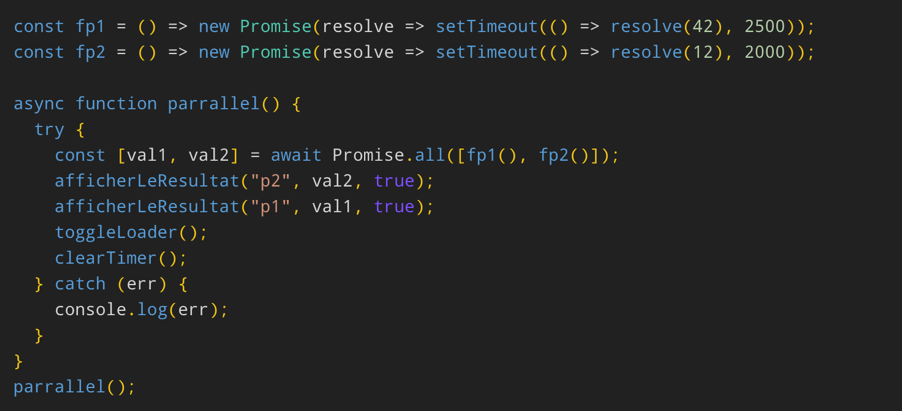 const fp1 = () => new Promise(resolve => setTimeout(() => resolve(42), 2500));
const fp2 = () => new Promise(resolve => setTimeout(() => resolve(12), 2000));

async function parrallel() {
  try {
    const [val1, val2] = await Promise.all([fp1(), fp2()]);
    afficherLeResultat("p2", val2, true);
    afficherLeResultat("p1", val1, true);
    toggleLoader();
    clearTimer();
  } catch (err) {
    console.log(err);
  }
}
parrallel();